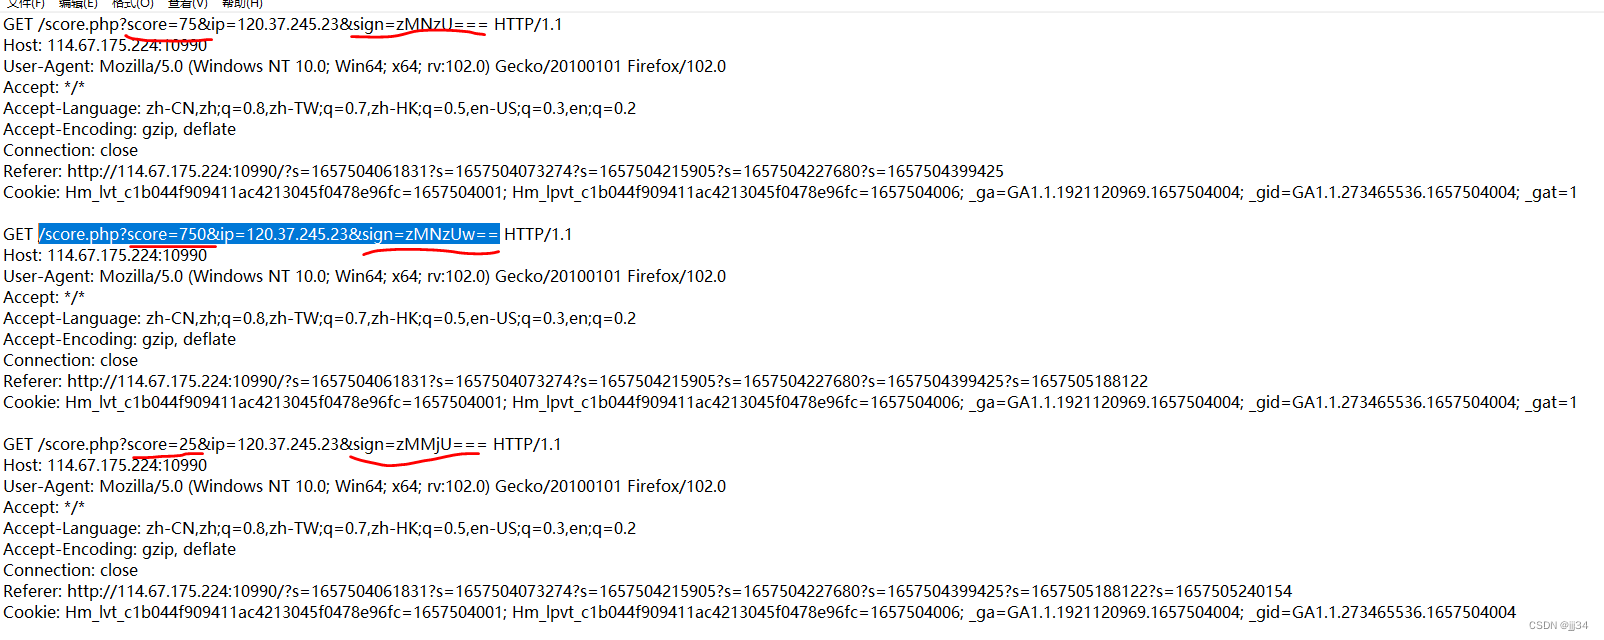 文件(F) 编辑(E) 格式(O) 查看(V) 帮助(H)
GET /score.php?score=75&ip=120.37.245.23&sign=zMNzU=== HTTP/1.1
Host: 114.67.175.224:10990
User-Agent: Mozilla/5.0 (Windows NT 10.0; Win64; x64; rv:102.0) Gecko/20100101 Firefox/102.0
Accept: */*
Accept-Language: zh-CN,zh;q=0.8,zh-TW;q=0.7,zh-HK;q=0.5,en-US;q=0.3,en;q=0.2
Accept-Encoding: gzip, deflate
Connection: close
Referer: http://114.67.175.224:10990/?s=1657504061831?s=1657504073274?s=1657504215905?s=1657504227680?s=1657504399425
Cookie: Hm_lvt_c1b044f909411ac4213045f0478e96fc=1657504001; Hm_lpvt_c1b044f909411ac4213045f0478e96fc=1657504006; _ga=GA1.1.1921120969.1657504004; _gid=GA1.1.273465536.1657504004; _gat=1
GET /score.php?score=750&ip=120.37.245.23&sign=zMNzUw== HTTP/1.1
Host: 114.67.175.224:10990
User-Agent: Mozilla/5.0 (Windows NT 10.0; Win64; x64; rv:102.0) Gecko/20100101 Firefox/102.0
Accept: */*
Accept-Language: zh-CN,zh;q=0.8,zh-TW;q=0.7,zh-HK;q=0.5,en-US;q=0.3,en;q=0.2
Accept-Encoding: gzip, deflate
Connection: close
Referer: http://114.67.175.224:10990/?s=1657504061831?s=1657504073274?s=1657504215905?s=1657504227680?s=1657504399425?s=1657505188122
Cookie: Hm_lvt_c1b044f909411ac4213045f0478e96fc=1657504001; Hm_lpvt_c1b044f909411ac4213045f0478e96fc=1657504006; _ga=GA1.1.1921120969.1657504004; _gid=GA1.1.273465536.1657504004; _gat=1
GET /score.php?score=25&ip=120.37.245.23&sign=zMMjU=== HTTP/1.1
Host: 114.67.175.224:10990
User-Agent: Mozilla/5.0 (Windows NT 10.0; Win64; x64; rv:102.0) Gecko/20100101 Firefox/102.0
Accept: */*
Accept-Language: zh-CN,zh;q=0.8,zh-TW;q=0.7,zh-HK;q=0.5,en-US;q=0.3,en;q=0.2
Accept-Encoding: gzip, deflate
Connection: close
Referer: http://114.67.175.224:10990/?s=1657504061831?s=1657504073274?s=1657504215905?s=1657504227680?s=1657504399425?s=1657505188122?s=1657505240154
Cookie: Hm_lvt_c1b044f909411ac4213045f0478e96fc=1657504001; Hm_lpvt_c1b044f909411ac4213045f0478e96fc=1657504006; _ga=GA1.1.1921120969.1657504004; _gid=GA1.1.273465536.1657504004
CSDN @jjj34